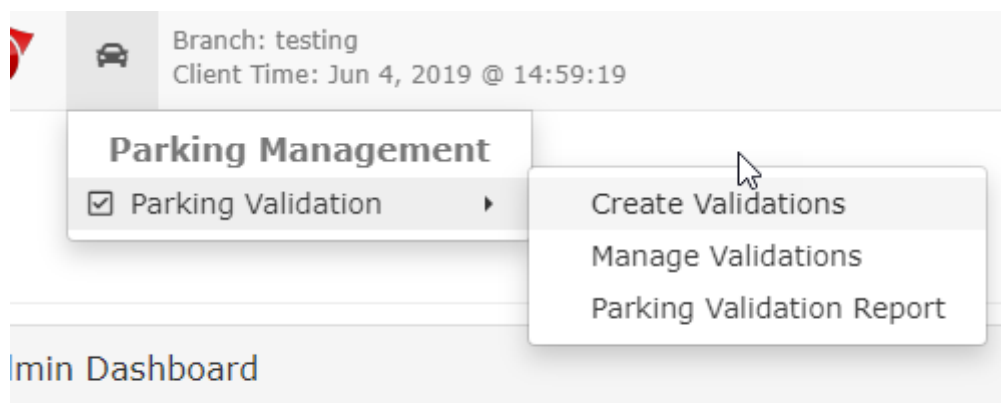 Branch: testing
Client Time: Jun 4, 2019 @ 14:59:19
Parking Management
Parking Validation
Create Validations
Manage Validations
Parking Validation Report
min Dashboard